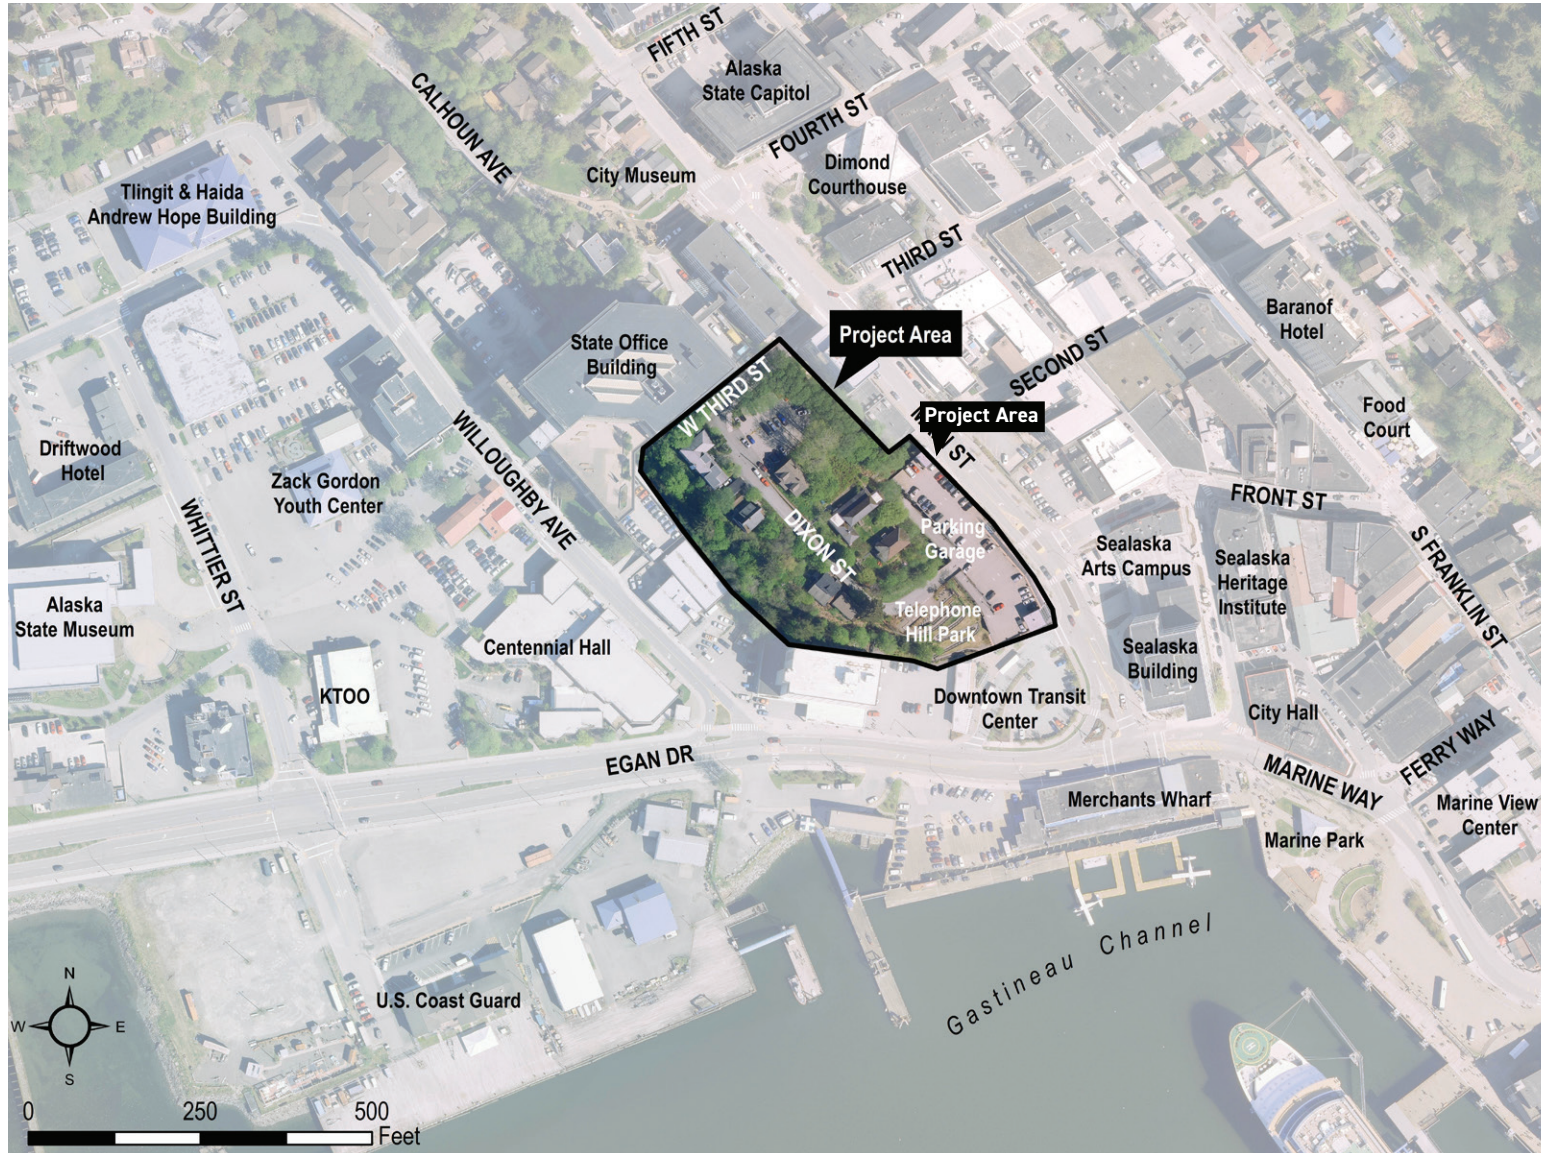 FIFTH ST
Alaska
State Capitol
CALHOUN AVE
FOURTH ST
Dimond
Courthouse
City Museum
Tlingit & Haida
Andrew Hope Building
THIRD ST
Baranof
Hotel
Project Area
State Office
Building
SECOND ST
W THIRD ST
Project Area
ST
Food
Court
Driftwood
Hotel
WILLOUGHBY AVE
Zack Gordon
Youth Center
FRONT ST
WHITTIER ST
DIXON ST
Parking
Garage
Sealaska
Arts Campus
Sealaska
Heritage
Institute
S FRANKLIN ST
Alaska
State Museum
Telephone
Hill Park
Centennial Hall
Sealaska
Building
KTOO
Downtown Transit
Center
City Hall
EGAN DR
FERRY WAY
MARINE WAY
Merchants Wharf
Marine View
Center
Marine Park
Gastineau Channel
U.S. Coast Guard
N
W
E
S
0
250
500
Feet